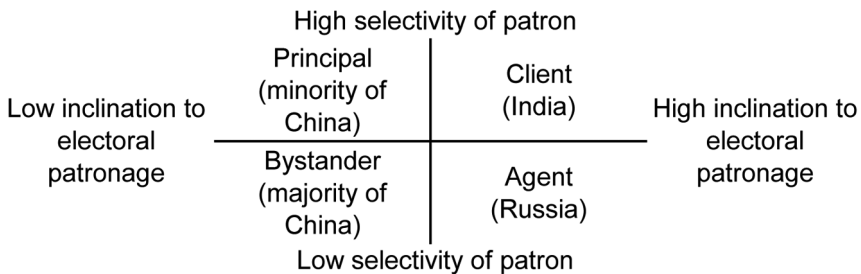 High selectivity of patron
Principal
(minority of
China)
Client
(India)
Low inclination to
electoral
patronage
High inclination to
electoral
patronage
Bystander
(majority of
China)
Agent
(Russia)
Low selectivity of patron